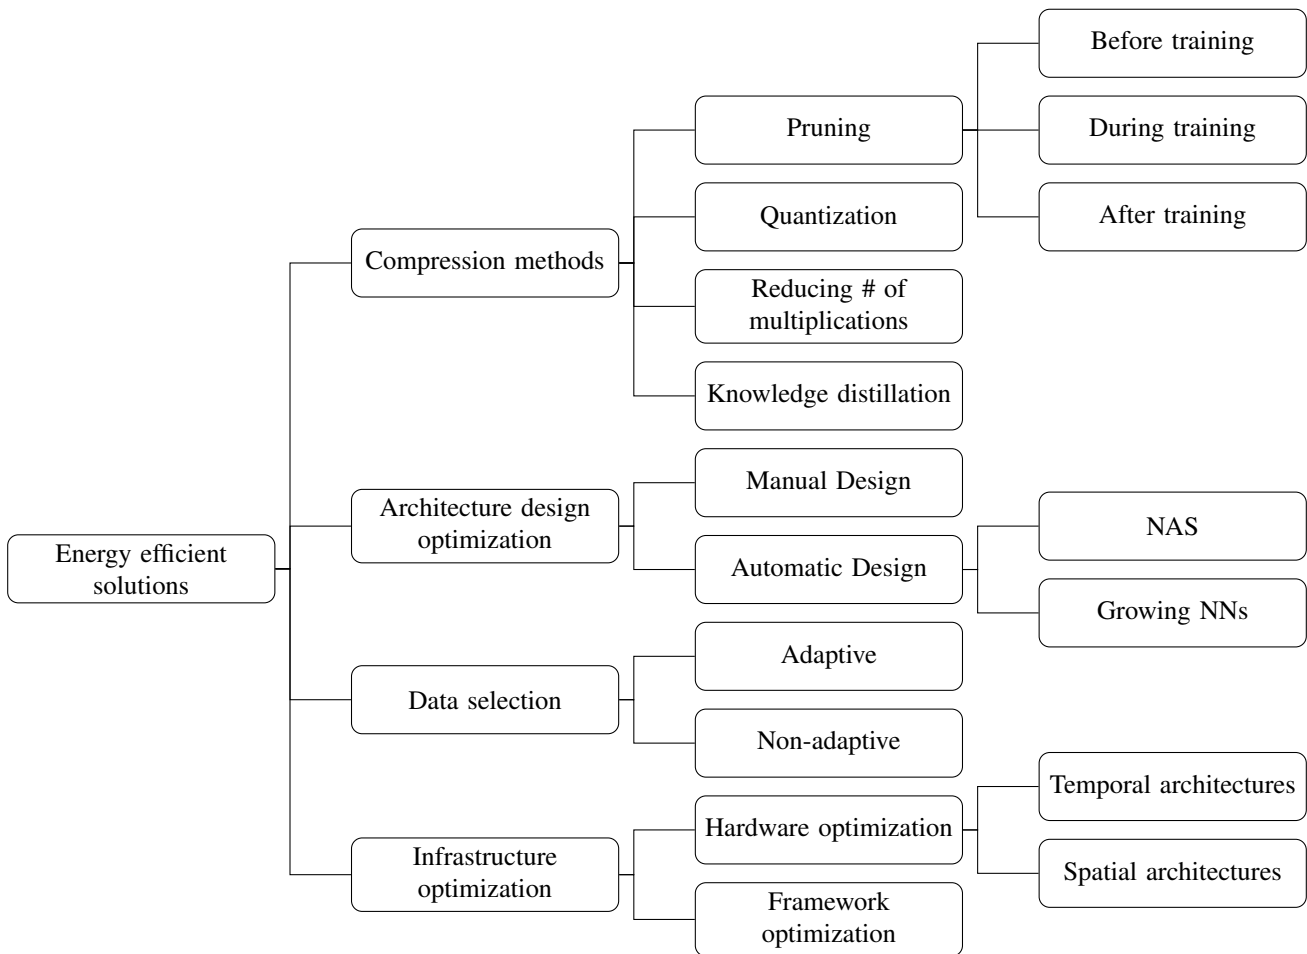 Energy efficient
solutions
Compression methods
Pruning
Before training
During training
After training
Quantization
Reducing # of
multiplications
Knowledge distillation
Architecture design
optimization
Manual Design
Automatic Design
NAS
Growing NNs
Data selection
Adaptive
Non-adaptive
Infrastructure
optimization
Hardware optimization
Temporal architectures
Spatial architectures
Framework
optimization